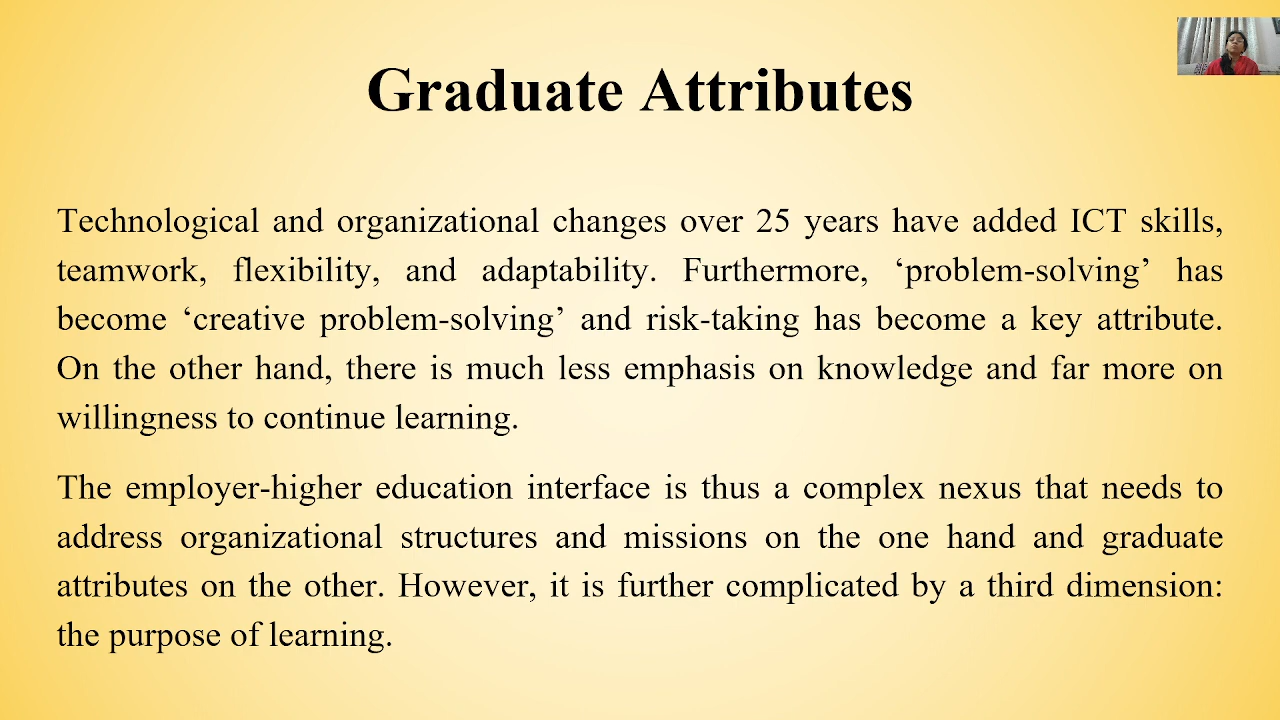 Graduate Attributes
Technological and organizational changes over 25 years have added ICT skills,
teamwork, flexibility, and adaptability. Furthermore, ‘problem-solving’ has
become ‘creative problem-solving’ and risk-taking has become a key attribute.
On the other hand, there is much less emphasis on knowledge and far more on
willingness to continue learning.
The employer-higher education interface is thus a complex nexus that needs to
address organizational structures and missions on the one hand and graduate
attributes on the other. However, it is further complicated by a third dimension:
the purpose of learning.